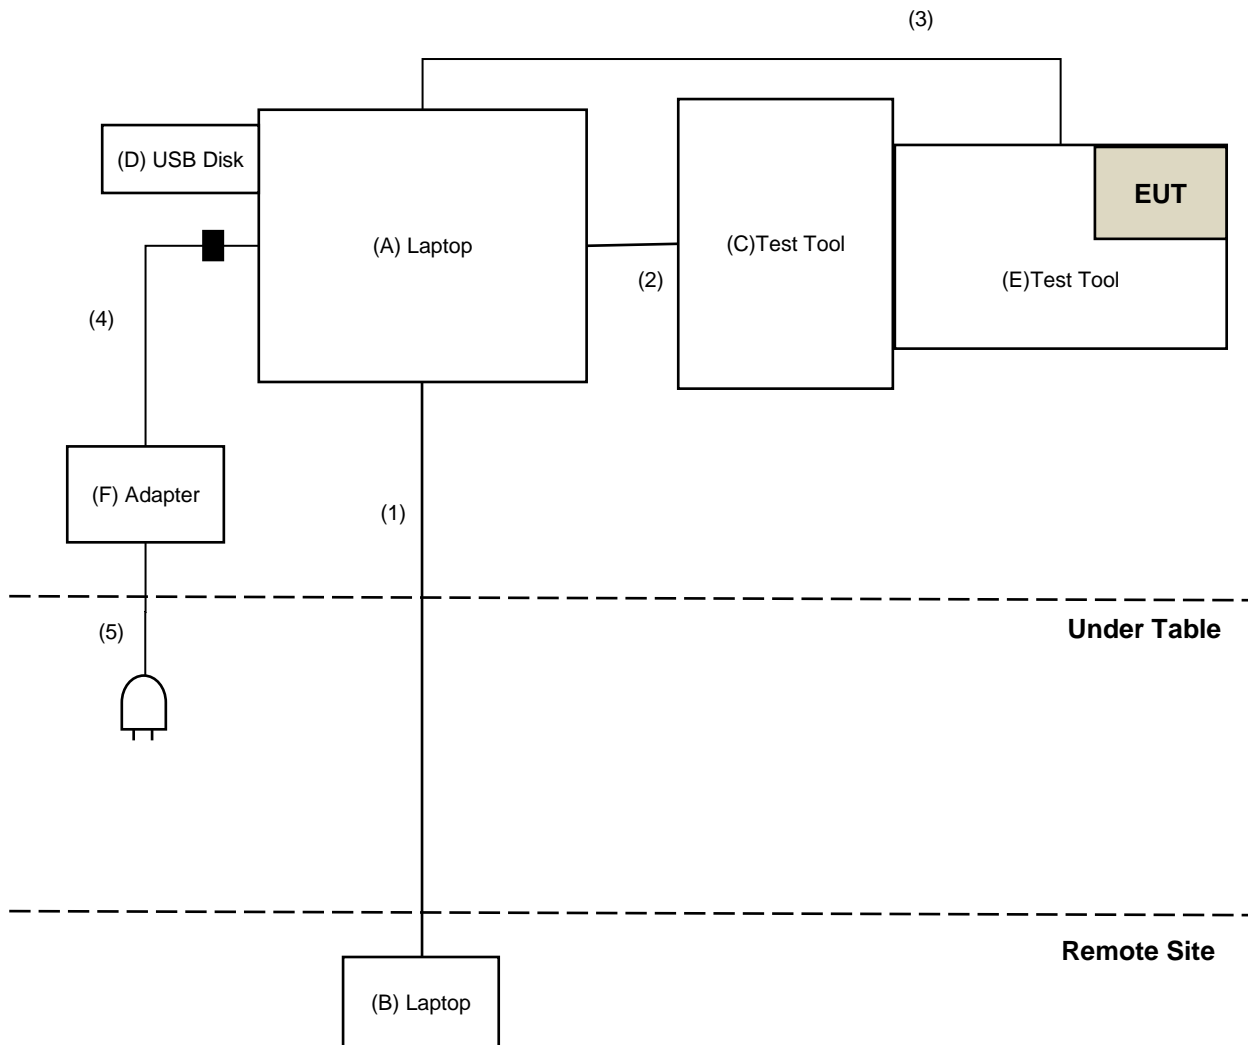 (3)
(D) USB Disk
EUT
(A) Laptop
(C)Test Tool
(2)
(E)Test Tool
(4)
(F) Adapter
(1)
(5)
Under Table
Remote Site
(B) Laptop